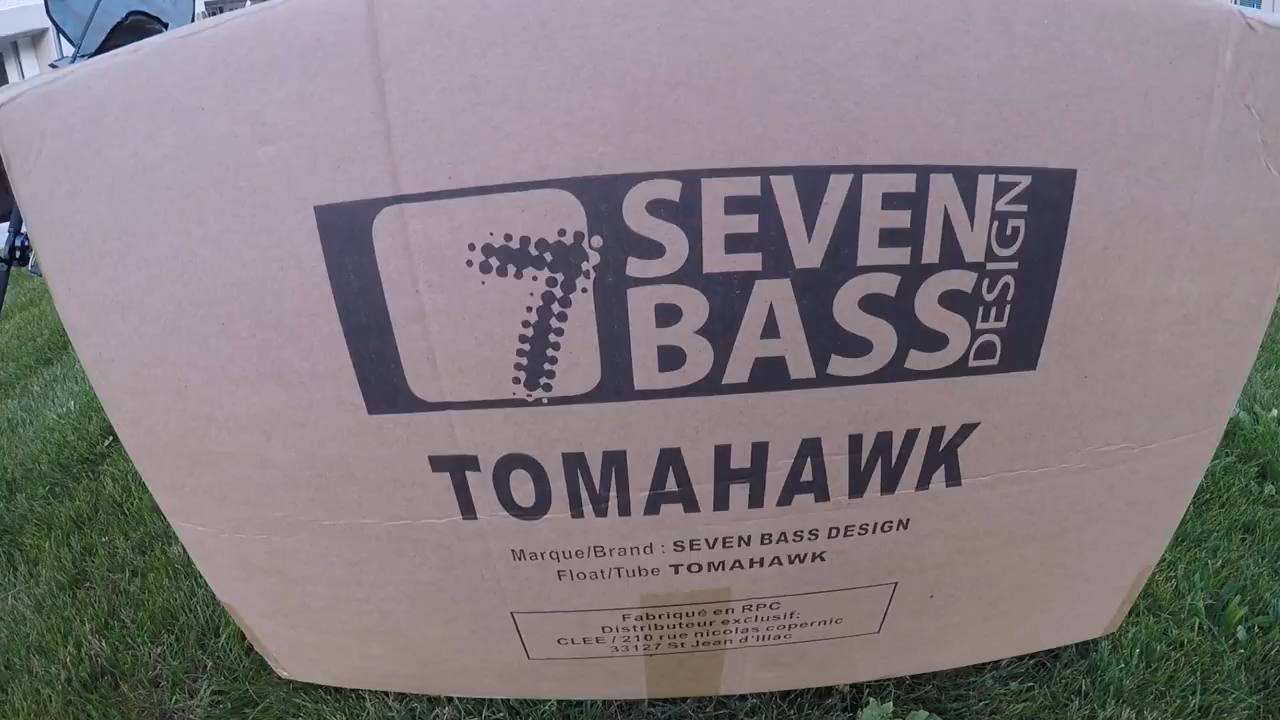 7
SEVEN
BASS
DESIGN
TOMAHAWK
Marque/Brand : SEVEN BASS DESIGN
Float/Tube TOMAHAWK
Fabriqué en RPC
Distributeur exclusif:
CLEE / 210 rue nicolas copernic
33127 St Jean d'Illac